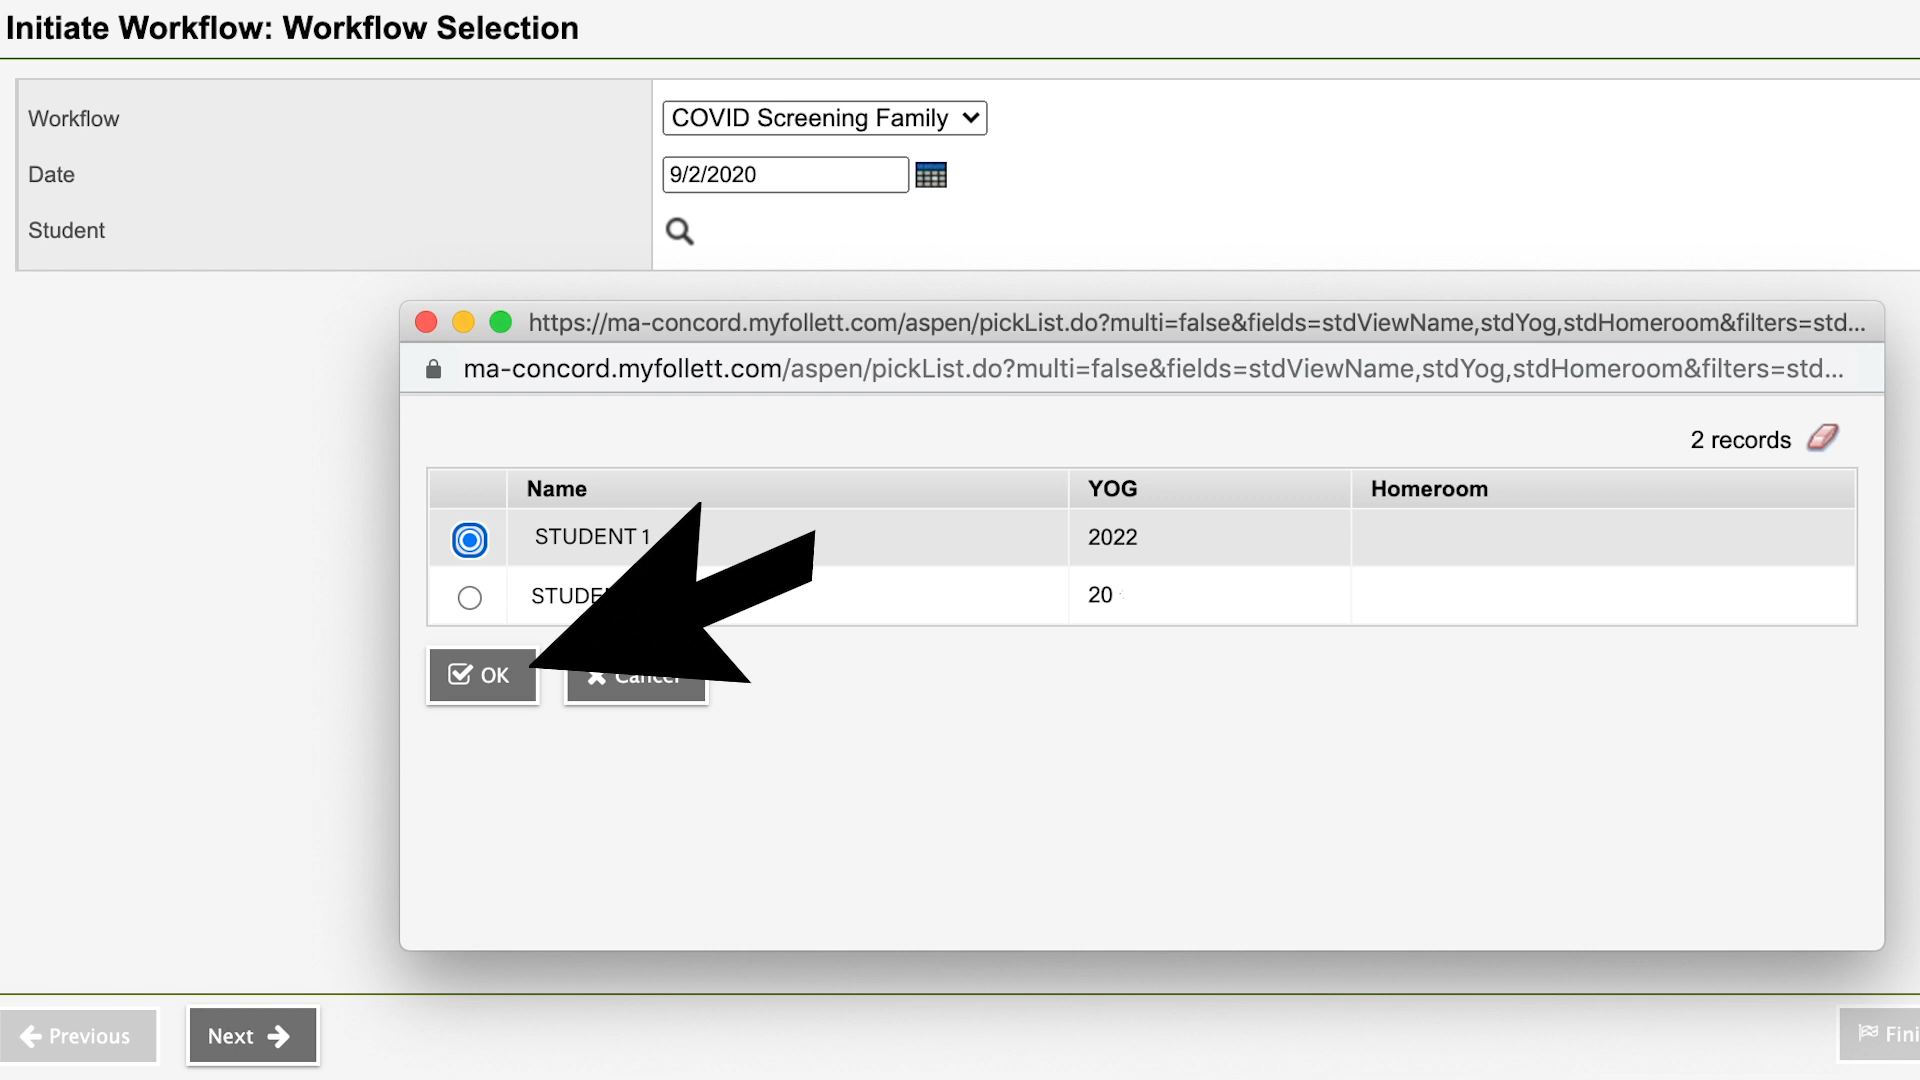 Initiate Workflow: Workflow Selection
Workflow
COVID Screening Family
Date
9/2/2020
Student
https://ma-concord.myfollett.com/aspen/pickList.do?multi=false&fields=stdViewName,stdYog,stdHomeroom&filters=std...
ma-concord.myfollett.com/aspen/pickList.do?multi=false&fields=stdViewName,stdYog,stdHomeroom&filters=std...
2 records
Name YOG Homeroom
STUDENT 1 2022
20
OK Cancel
Previous Next